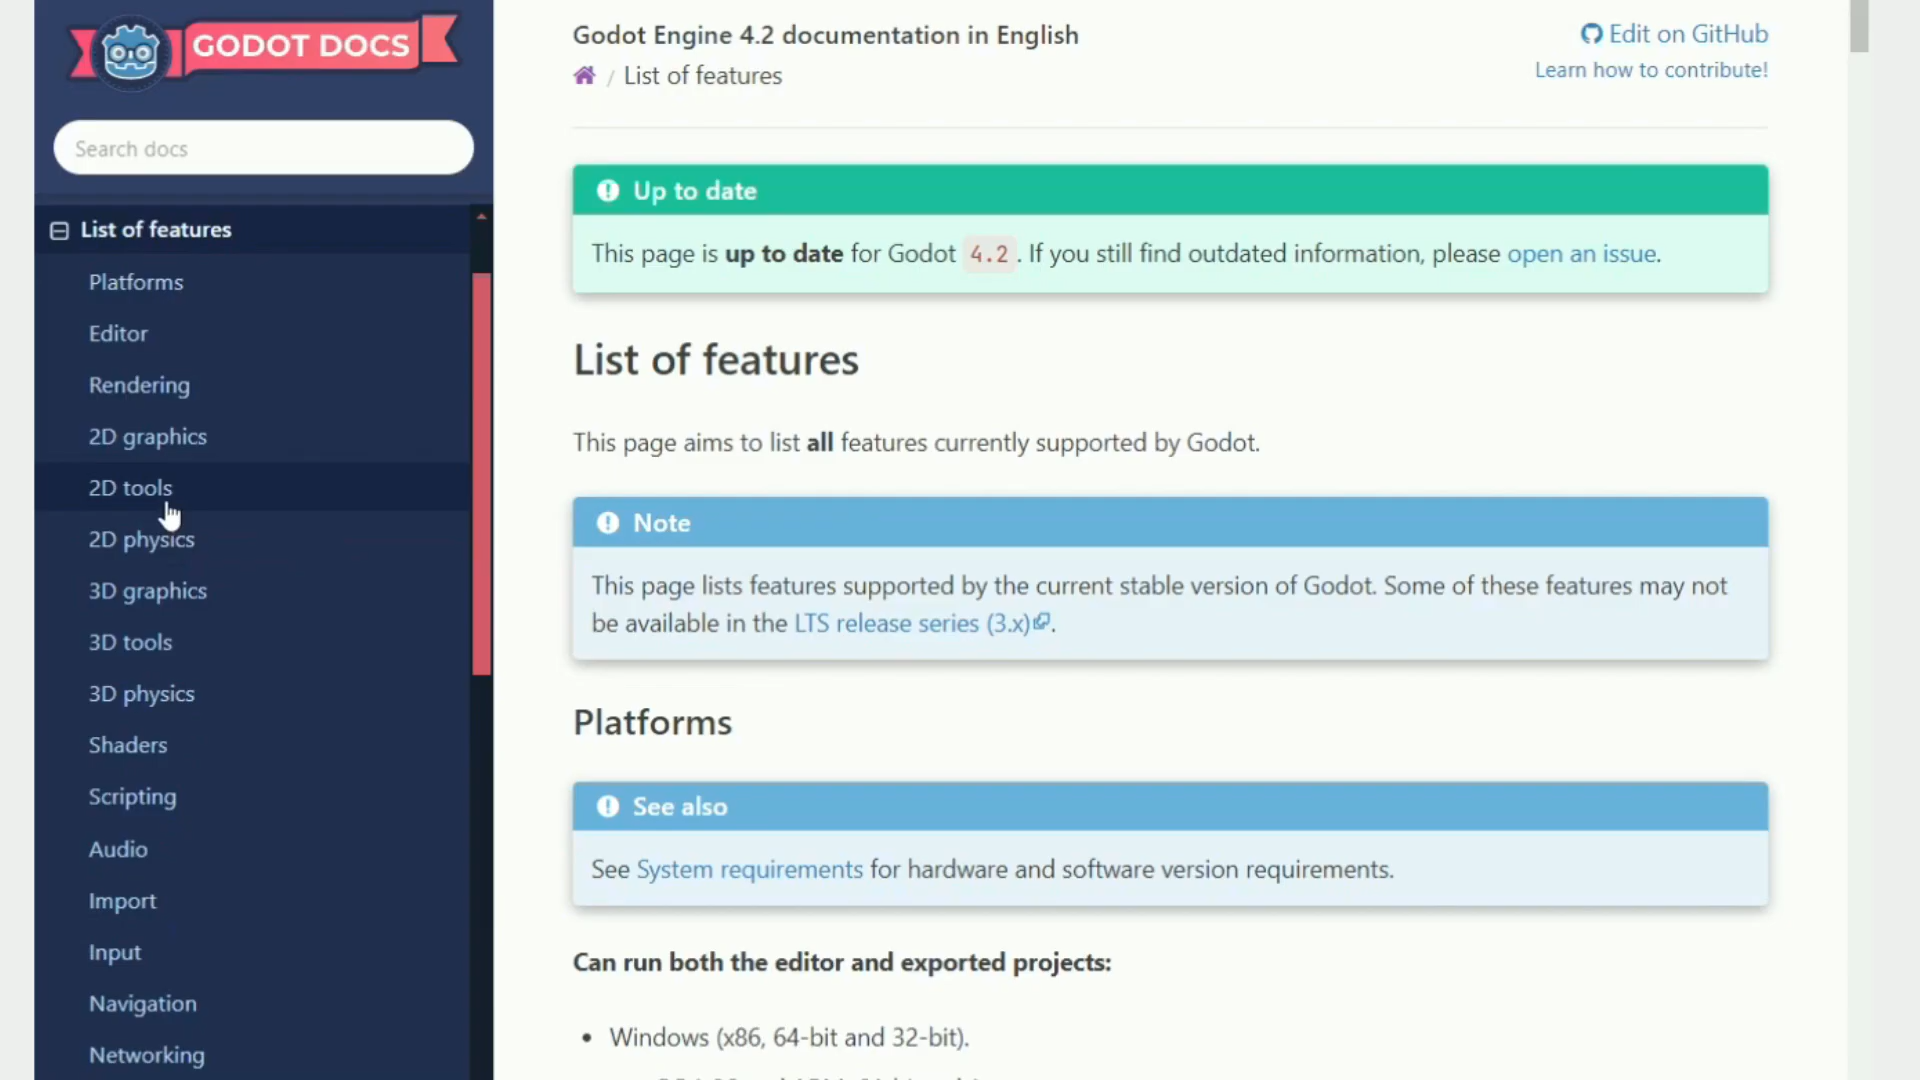 GODOT DOCS
Search docs
List of features
Platforms
Editor
Rendering
2D graphics
2D tools
2D physics
3D graphics
3D tools
3D physics
Shaders
Scripting
Audio
Import
Input
Navigation
Networking
Godot Engine 4.2 documentation in English
/ List of features
Edit on GitHub
Learn how to contribute!
Up to date
This page is up to date for Godot 4.2. If you still find outdated information, please open an issue.
List of features
This page aims to list all features currently supported by Godot.
Note
This page lists features supported by the current stable version of Godot. Some of these features may not
be available in the LTS release series (3.x).
Platforms
See also
See System requirements for hardware and software version requirements.
Can run both the editor and exported projects:
• Windows (x86, 64-bit and 32-bit).